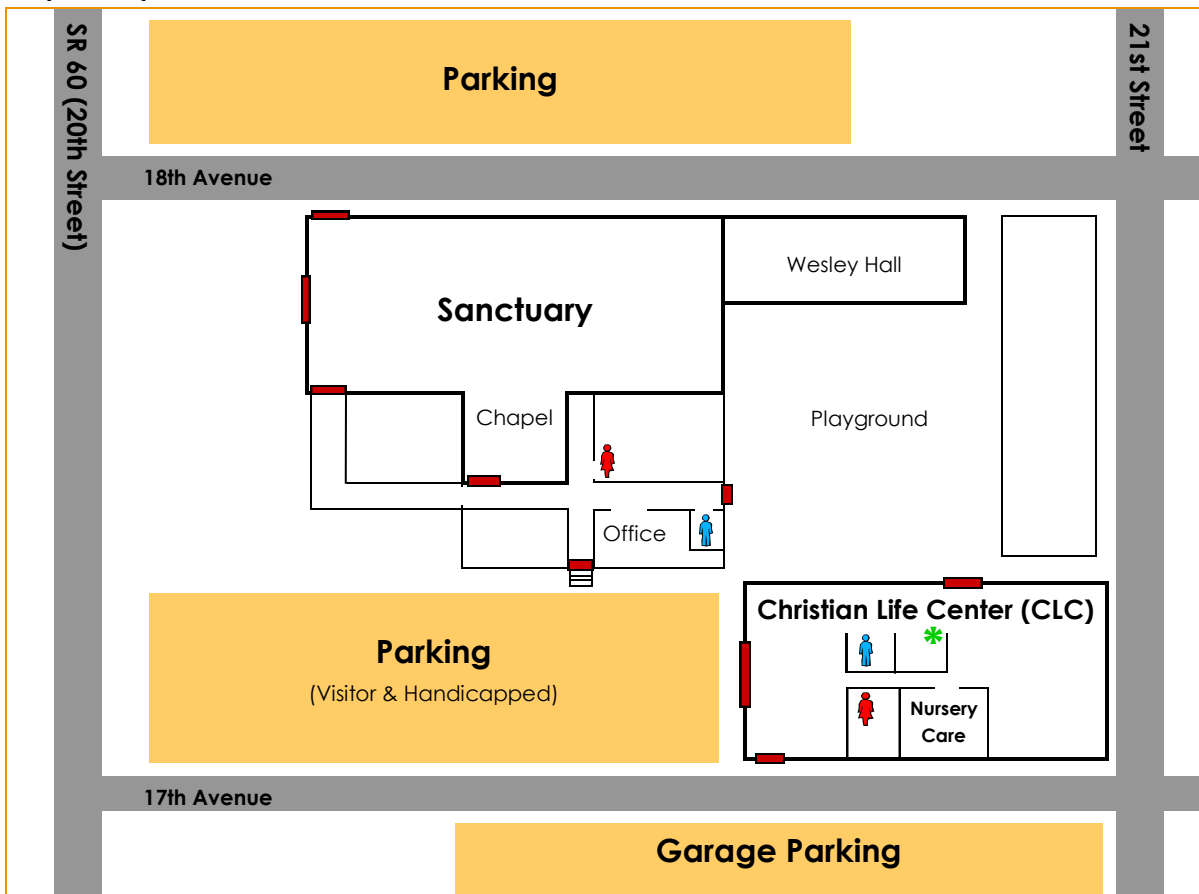 SR 60 (20th Street)
Parking
21st Street
18th Avenue
Wesley Hall
Sanctuary
Chapel
Playground
Office
Christian Life Center (CLC)
*
Parking
(Visitor & Handicapped)
Nursery
Care
17th Avenue
Garage Parking